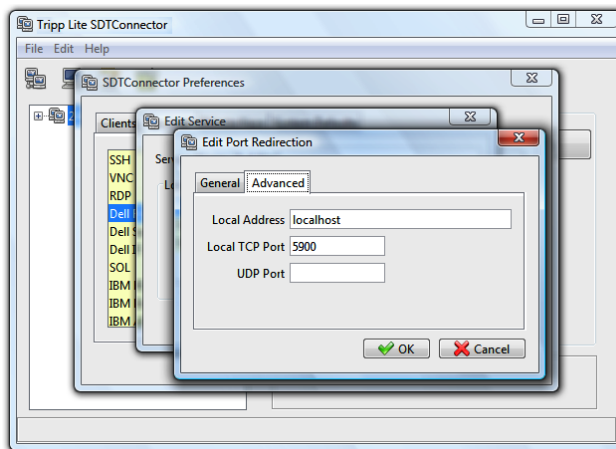 Tripp Lite SDTConnector
File Edit Help
SDTConnector Preferences
Clients
Edit Service
Edit Port Redirection
SSH
VNC
RDP
Dell
Dell
Dell
SOL
IBM
IBM
IBM
General Advanced
Local Address localhost
Local TCP Port 5900
UDP Port
OK Cancel